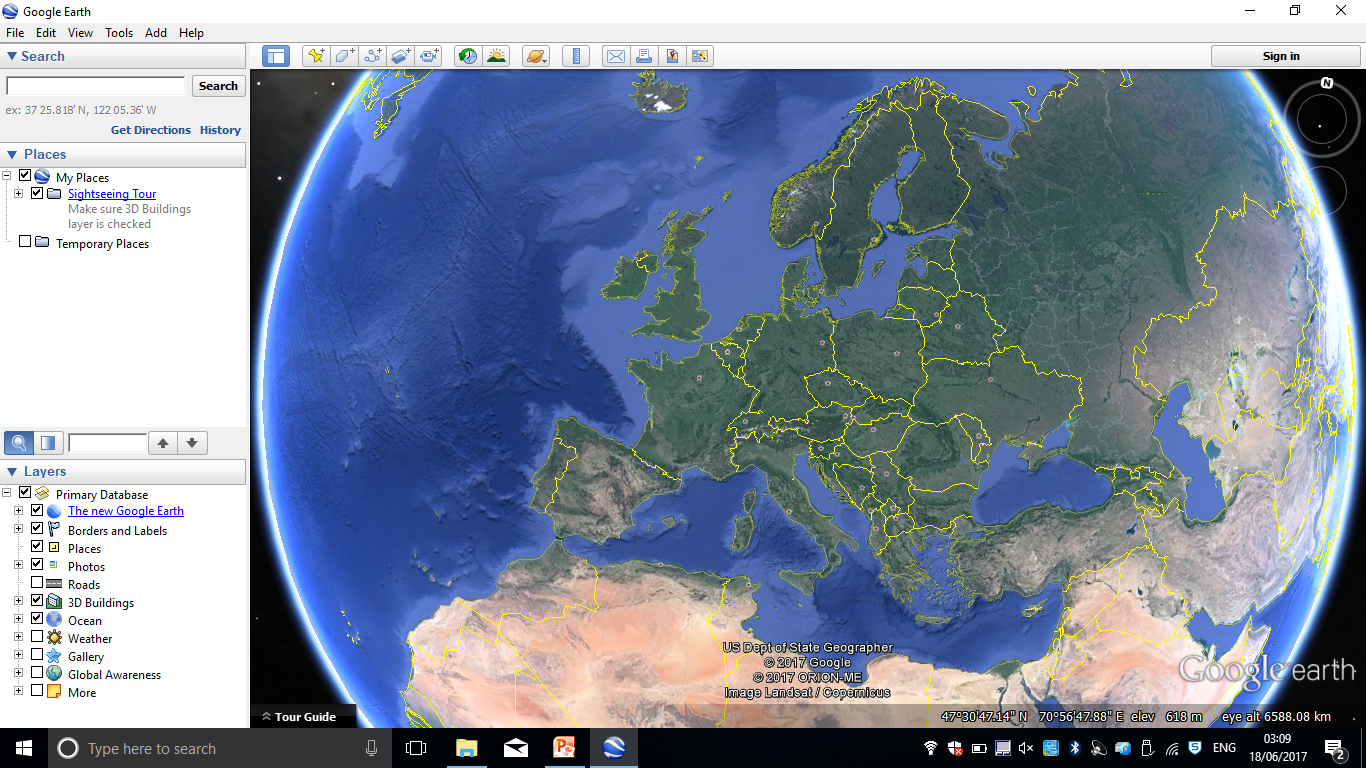 Google Earth
File Edit View Tools Add Help
Search
Search
ex: 37 25.818' N, 122 05.36' W
Get Directions History
Places
My Places
Sightseeing Tour
Make sure 3D Buildings
layer is checked
Temporary Places
Layers
Primary Database
The new Google Earth
Borders and Labels
Places
Photos
Roads
3D Buildings
Ocean
Weather
Gallery
Global Awareness
More
Sign in
N
US Dept of State Geographer
© 2017 Google
© 2017 ORION-ME
Image Landsat / Copernicus
Google earth
Tour Guide
47°30'47.14" N 70°56'47.88" E elev 618 m eye alt 6588.08 km
Type here to search
ENG
03:09
18/06/2017
2